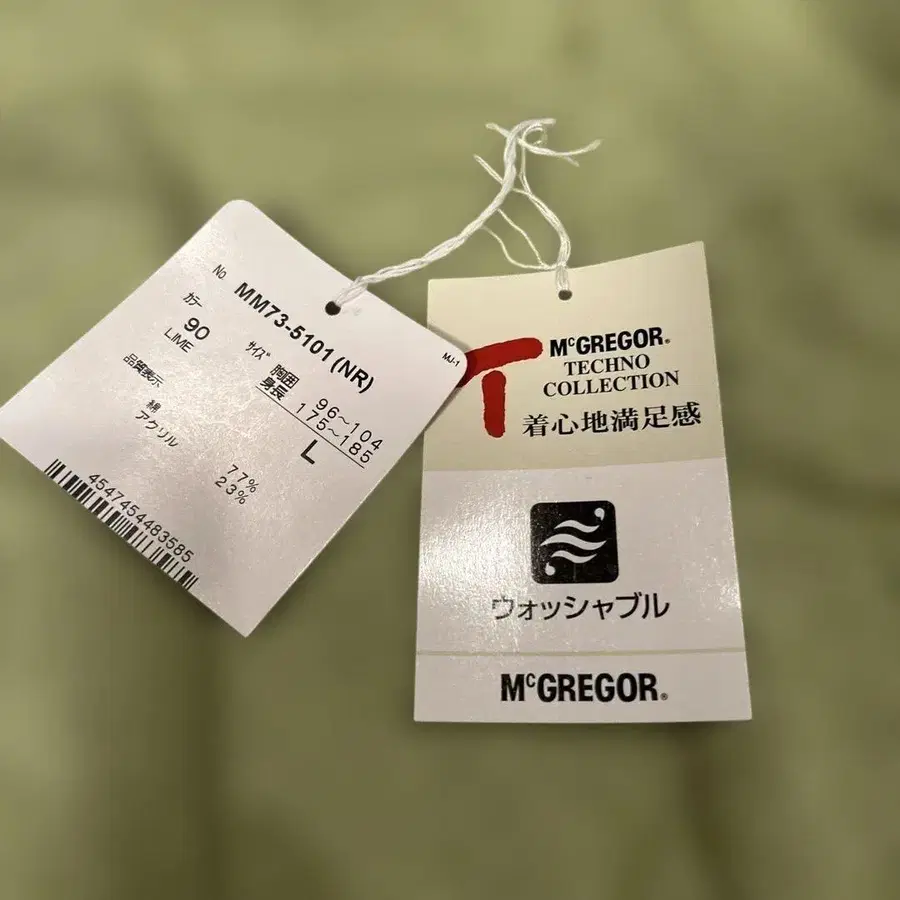 No MM73-5101(NR)
カラー
90
LIME
サイズ
胸囲 96~104
身長 175~185
L
品質表示
綿 77%
アクリル 23%
4547454483585
MJ-1
McGREGOR®
TECHNO
COLLECTION
着心地満足感
ウォッシャブル
McGREGOR®